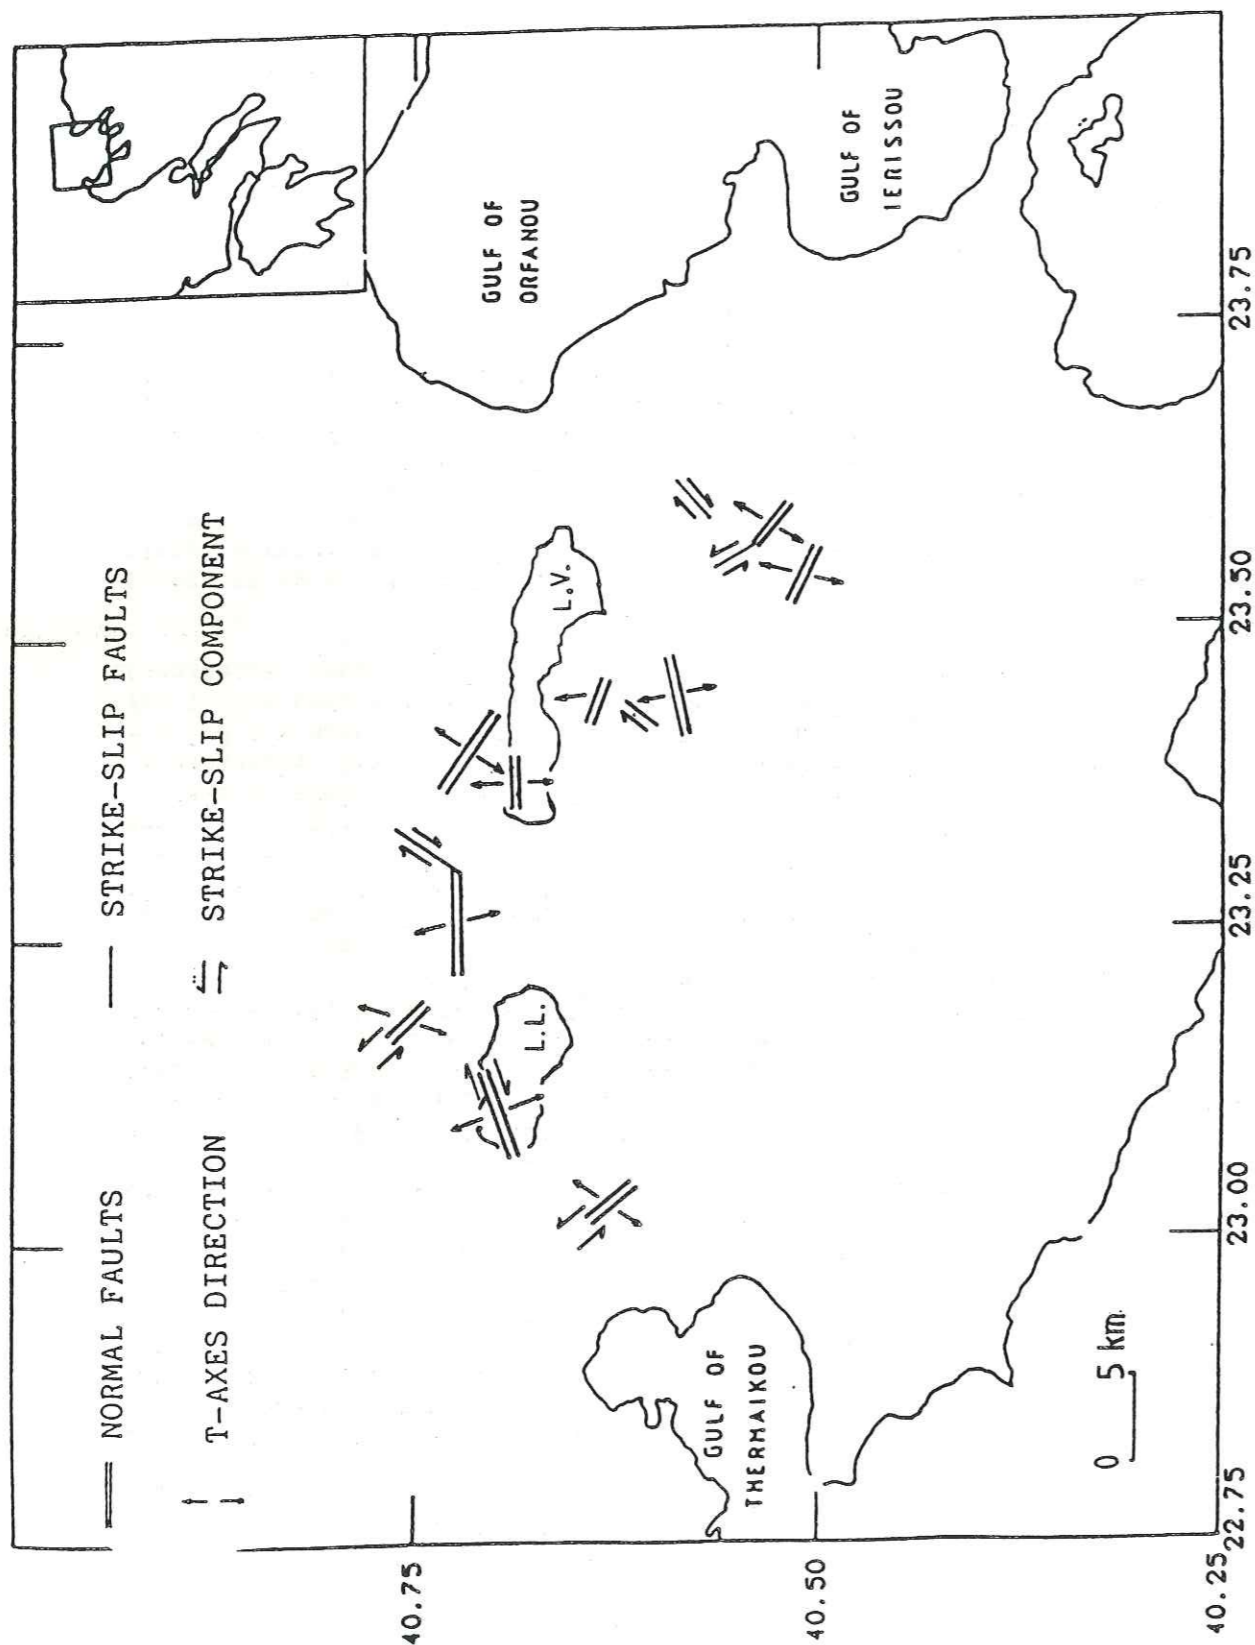 NORMAL FAULTS
STRIKE-SLIP FAULTS
T-AXES DIRECTION
STRIKE-SLIP COMPONENT
GULF OF
ORFANOU
GULF OF
IERISSOU
GULF OF
THERMAIKOU
L.L.
L.V.
0 5 km
40.75
40.50
40.25
22.75
23.00
23.25
23.50
23.75